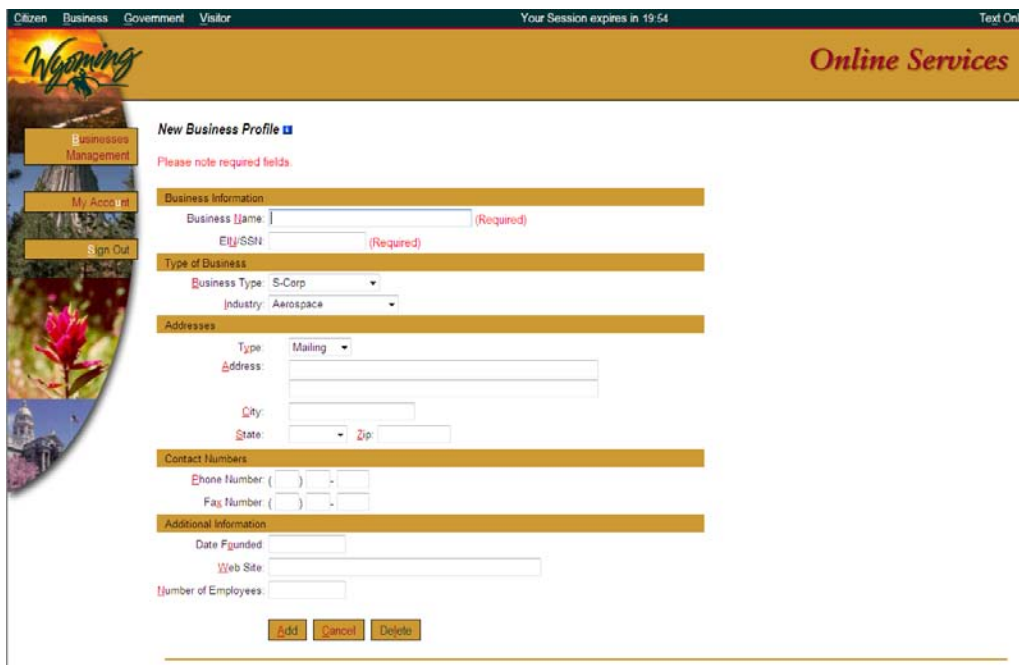 Citizen Business Government Visitor Your Session expires in 19:54 Text Onl
Wyoming
Online Services
Businesses
Management
My Account
Sign Out
New Business Profile
Please note required fields.
Business Information
Business Name: (Required)
EIN/SSN: (Required)
Type of Business
Business Type: S-Corp
Industry: Aerospace
Addresses
Type: Mailing
Address:
City:
State: Zip:
Contact Numbers
Phone Number: ( ) -
Fax Number: ( ) -
Additional Information
Date Founded:
Web Site:
Number of Employees:
Add Cancel Delete